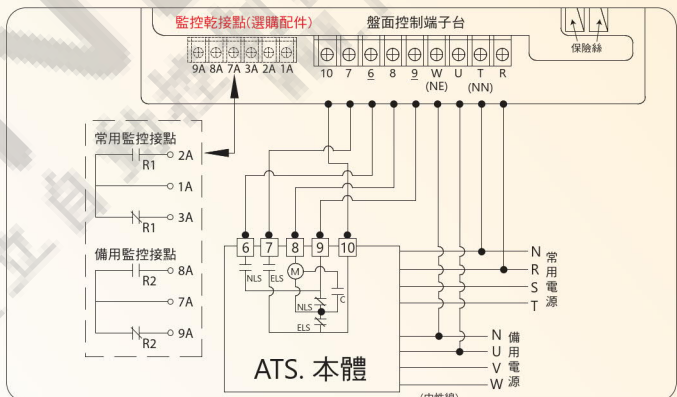 監控乾接點(選購配件)
盤面控制端子台
保險絲
9A 8A 7A 3A 2A 1A
10 7 6 8 9 W U T R
(NE) (NN)
常用監控接點
R1 2A
1A
R1 3A
備用監控接點
R2 8A
7A
R2 9A
6 7 8 9 10
NLS ELS M C
NLS
ELS
ATS. 本體
N
R
S
T
常用電源
N
U
V
W
備用電源
(中性線)